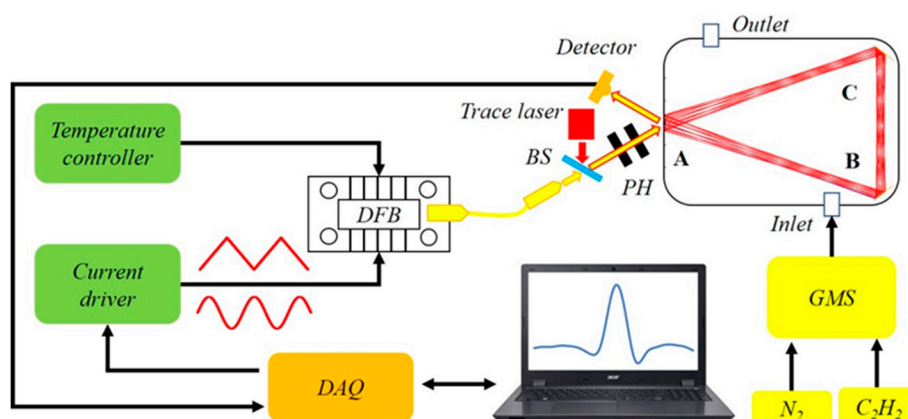 Outlet
Detector
Trace laser
C
Temperature
controller
BS
A
B
PH
DFB
Inlet
Current
driver
GMS
DAQ
acer
N₂
C₂H₂